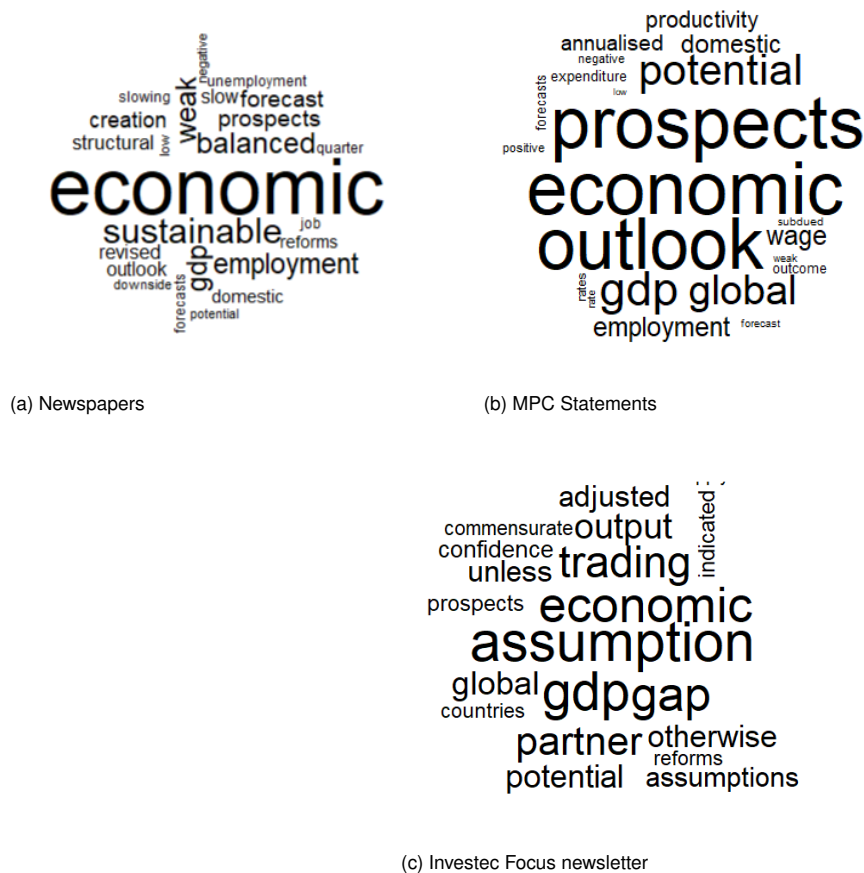 negative
unemployment
slowing
weak
slow forecast
creation
prospects
structural
low
balanced quarter
economic
sustainable
job
reforms
revised
gdp
employment
outlook
downside
forecasts
domestic
potential
(a) Newspapers
productivity
annualised domestic
negative
potential
expenditure
low
forecasts
prospects
positive
economic
outlook
subdued
wage
weak
outcome
rates
rate
gdp global
employment forecast
(b) MPC Statements
adjusted
indicated
commensurate output
confidence
trading
unless
prospects economic
assumption
global
gdp gap
countries
partner otherwise
reforms
potential assumptions
(c) Investec Focus newsletter